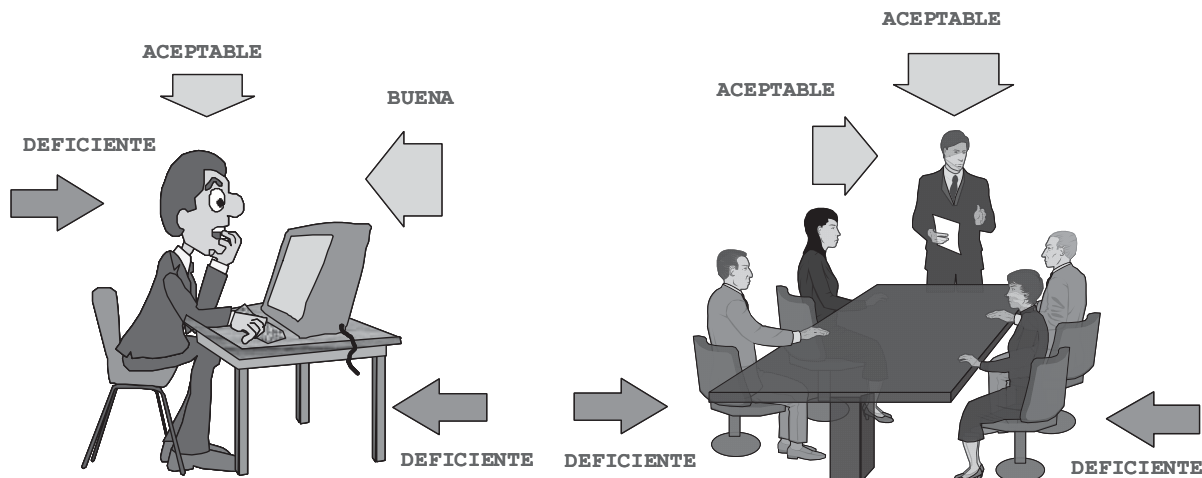 ACEPTABLE
BUENA
DEFICIENTE
DEFICIENTE
ACEPTABLE
ACEPTABLE
DEFICIENTE
DEFICIENTE